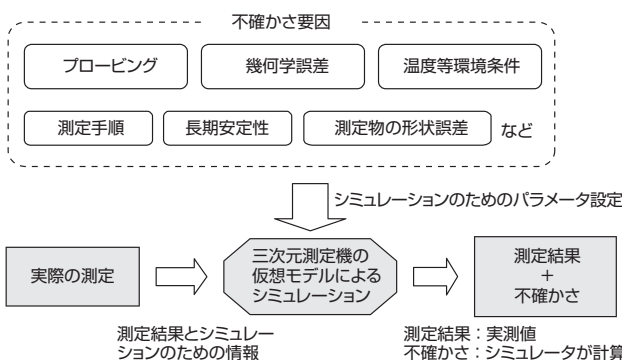 不確かさ要因
プロービング
幾何学誤差
温度等環境条件
測定手順
長期安定性
測定物の形状誤差
など
シミュレーションのためのパラメータ設定
実際の測定
三次元測定機の
仮想モデルによる
シミュレーション
測定結果
+
不確かさ
測定結果とシミュレー
ションのための情報
測定結果：実測値
不確かさ：シミュレータが計算